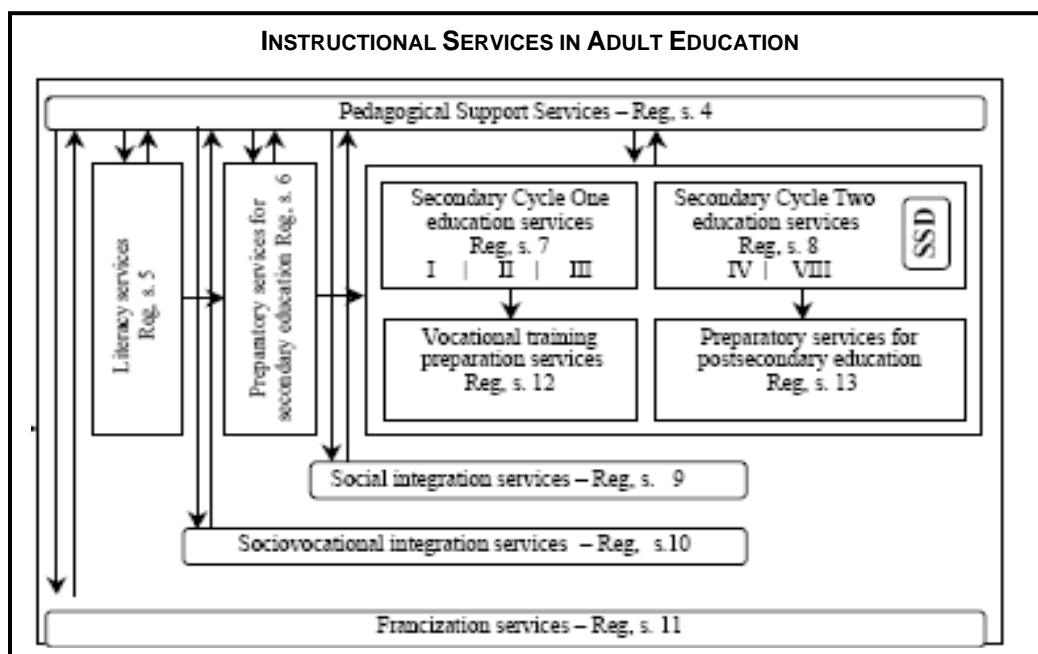 INSTRUCTIONAL SERVICES IN ADULT EDUCATION
Pedagogical Support Services – Reg, s. 4
Literacy services
Reg, s. 5
Preparatory services for
secondary education Reg, s. 6
Secondary Cycle One
education services
Reg, s. 7
I | II | III
Secondary Cycle Two
education services
Reg, s. 8
IV | VIII
SSD
Vocational training
preparation services
Reg, s. 12
Preparatory services for
postsecondary education
Reg, s. 13
Social integration services – Reg, s. 9
Sociovocational integration services – Reg, s.10
Francization services – Reg, s. 11